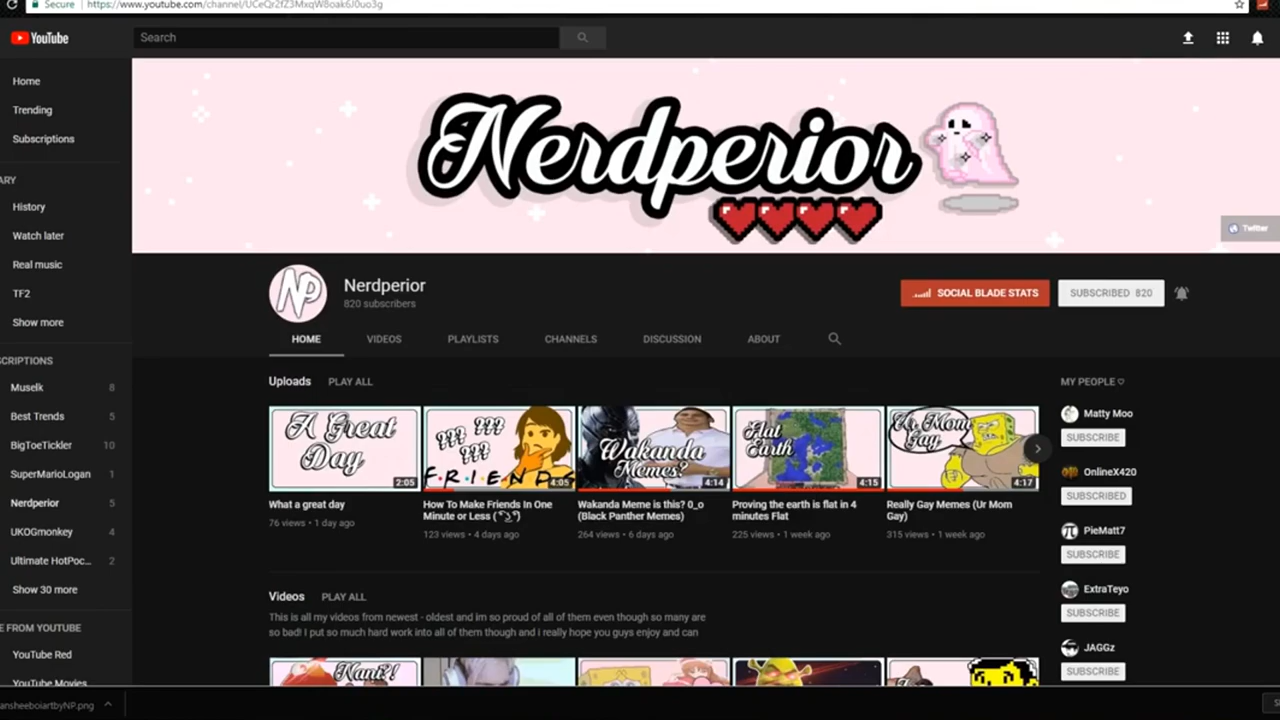 Secure
https://www.youtube.com/channel/UCeQr2fZ3MxqW8oak6J0uo3g
YouTube
Search
Home
Trending
Subscriptions
ARY
History
Watch later
Real music
TF2
Show more
SCRIPTIONS
Muselk 8
Best Trends 5
BigToeTickler 10
SuperMarioLogan 1
Nerdperior 5
UKOGmonkey 4
Ultimate HotPoc... 2
Show 30 more
E FROM YOUTUBE
YouTube Red
YouTube Movies
Nerdperior
Twitter
NP
Nerdperior
820 subscribers
SOCIAL BLADE STATS
SUBSCRIBED 820
HOME VIDEOS PLAYLISTS CHANNELS DISCUSSION ABOUT
Uploads PLAY ALL
A Great
Day
2:05
What a great day
76 views • 1 day ago
??? ???
???
F·R·I·E·N·D
4:05
How To Make Friends In One
Minute or Less
123 views • 4 days ago
Wakanda
Memes?
4:14
Wakanda Meme is this? 0_o
(Black Panther Memes)
264 views • 6 days ago
Flat
Earth
4:15
Proving the earth is flat in 4
minutes Flat
225 views • 1 week ago
Ur Mom
Gay
4:17
Really Gay Memes (Ur Mom
Gay)
315 views • 1 week ago
Videos PLAY ALL
This is all my videos from newest - oldest and im so proud of all of them even though so many are
so bad! I put so much hard work into all of them though and i really hope you guys enjoy and can
Nani?!
MY PEOPLE♡
Matty Moo
SUBSCRIBE
OnlineX420
SUBSCRIBED
PieMatt7
SUBSCRIBE
ExtraTeyo
SUBSCRIBE
JAGGz
SUBSCRIBE
ansheeboiartbyNP.png